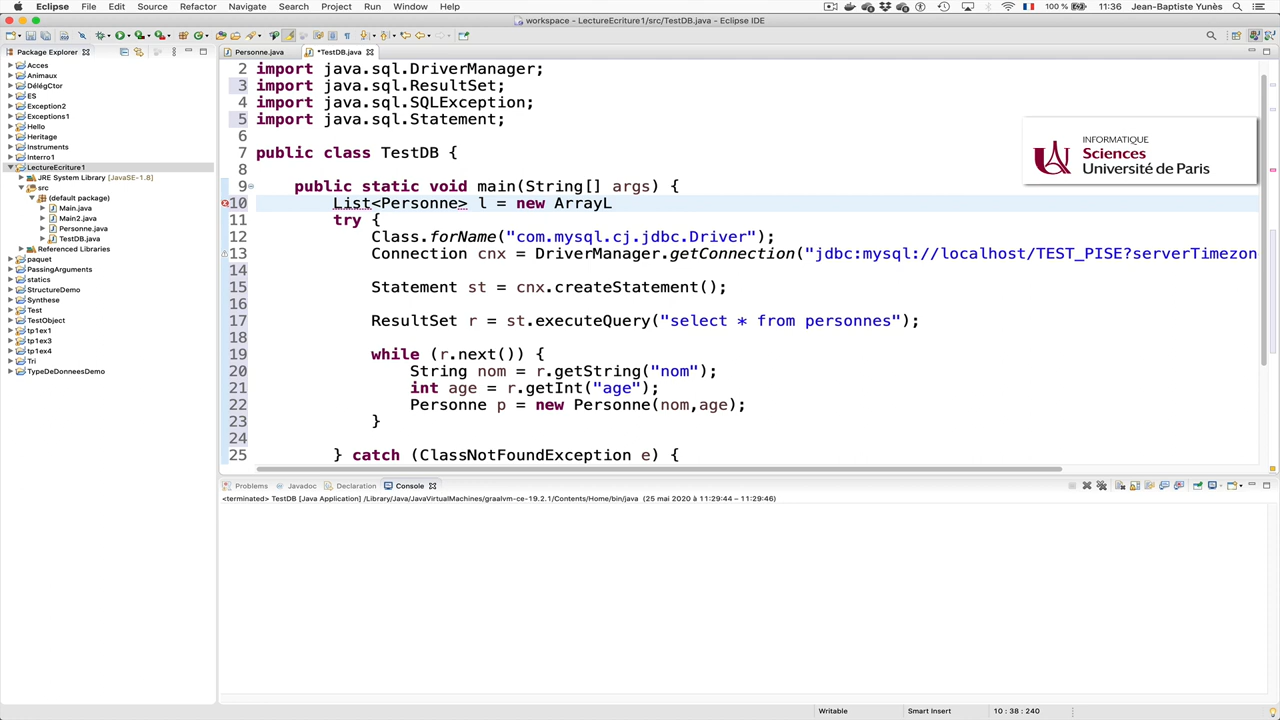 Eclipse File Edit Source Refactor Navigate Search Project Run Window Help 100 % 11:36 Jean-Baptiste Yunès
workspace - LectureEcriture1/src/TestDB.java - Eclipse IDE
Package Explorer
Personne.java *TestDB.java
Acces
Animaux
DélégCtor
ES
Exception2
Exceptions1
Hello
Heritage
Instruments
Interro1
LectureEcriture1
JRE System Library [JavaSE-1.8]
src
(default package)
Main.java
Main2.java
Personne.java
TestDB.java
Referenced Libraries
paquet
PassingArguments
statics
StructureDemo
Synthese
Test
TestObject
tp1ex1
tp1ex3
tp1ex4
Tri
TypeDeDonneesDemo
2 import java.sql.DriverManager;
3 import java.sql.ResultSet;
4 import java.sql.SQLException;
5 import java.sql.Statement;
6
7 public class TestDB {
8
9 public static void main(String[] args) {
10 List<Personne> l = new ArrayL
11 try {
12 Class.forName("com.mysql.cj.jdbc.Driver");
13 Connection cnx = DriverManager.getConnection("jdbc:mysql://localhost/TEST_PISE?serverTimezon
14
15 Statement st = cnx.createStatement();
16
17 ResultSet r = st.executeQuery("select * from personnes");
18
19 while (r.next()) {
20 String nom = r.getString("nom");
21 int age = r.getInt("age");
22 Personne p = new Personne(nom,age);
23 }
24
25 } catch (ClassNotFoundException e) {
INFORMATIQUE
Sciences
Université de Paris
Problems Javadoc Declaration Console
<terminated> TestDB [Java Application] /Library/Java/JavaVirtualMachines/graalvm-ce-19.2.1/Contents/Home/bin/java (25 mai 2020 à 11:29:44 – 11:29:46)
Writable Smart Insert 10 : 38 : 240